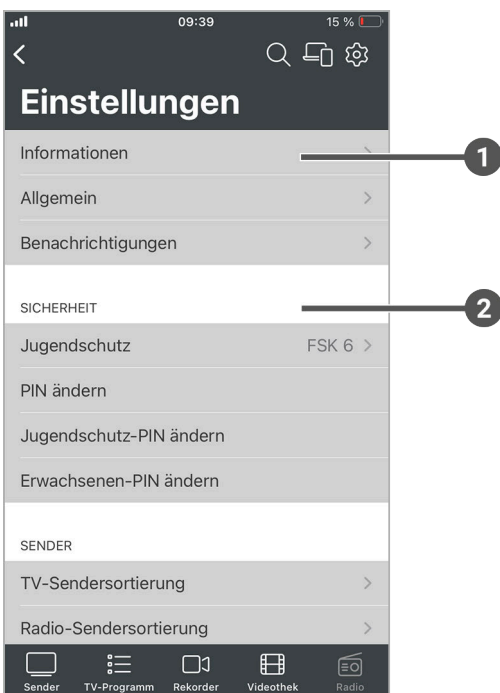 09:39 15 %
Einstellungen
Informationen
1
Allgemein
Benachrichtigungen
SICHERHEIT
2
Jugendschutz FSK 6
PIN ändern
Jugendschutz-PIN ändern
Erwachsenen-PIN ändern
SENDER
TV-Sendersortierung
Radio-Sendersortierung
Sender TV-Programm Rekorder Videothek Radio